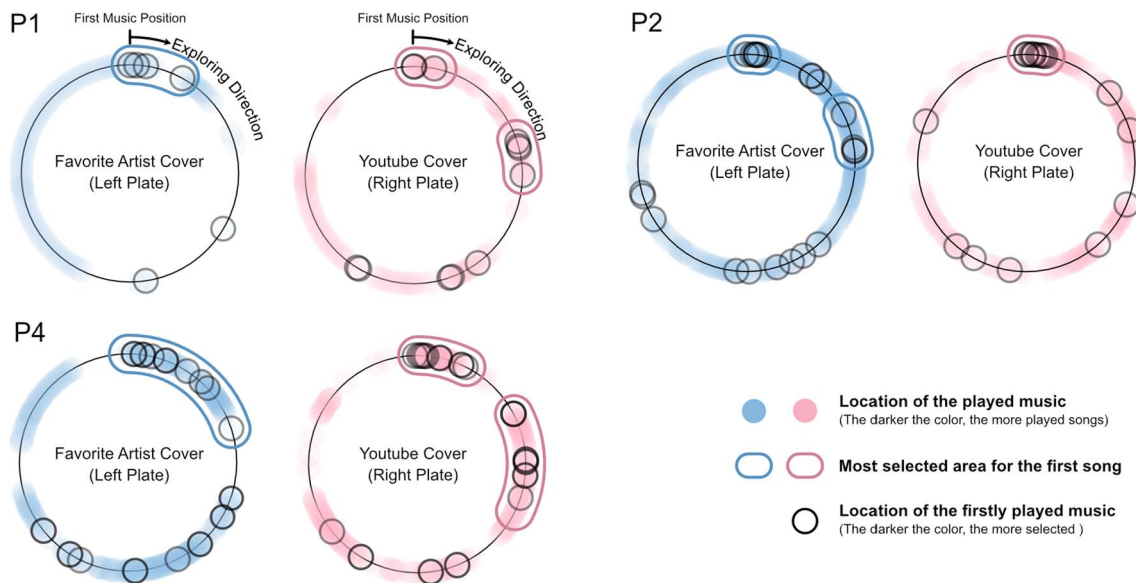 P1
First Music Position
Exploring Direction
Favorite Artist Cover
(Left Plate)
First Music Position
Exploring Direction
Youtube Cover
(Right Plate)
P2
Favorite Artist Cover
(Left Plate)
Youtube Cover
(Right Plate)
P4
Favorite Artist Cover
(Left Plate)
Youtube Cover
(Right Plate)
Location of the played music
(The darker the color, the more played songs)
Most selected area for the first song
Location of the firstly played music
(The darker the color, the more selected )